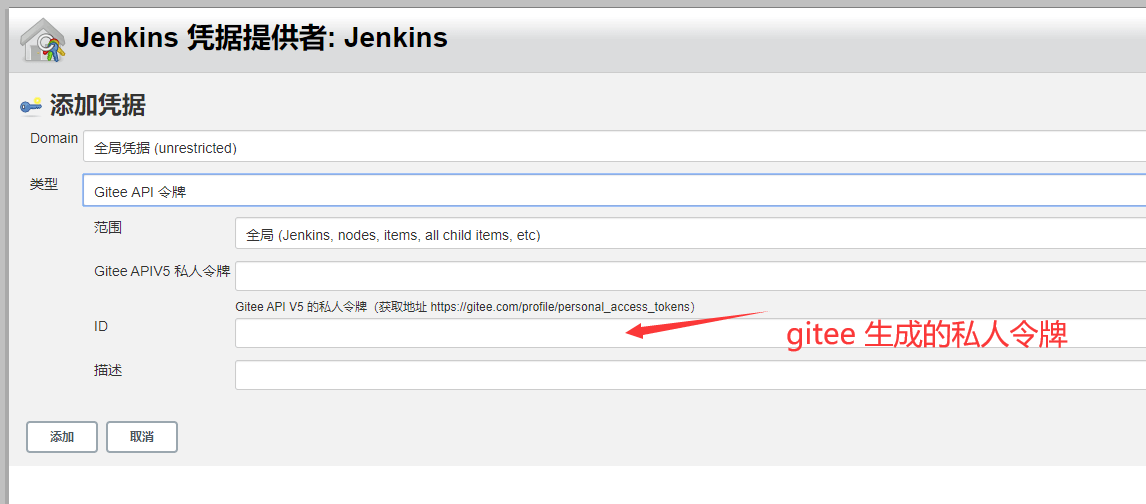 Jenkins 凭据提供者: Jenkins
添加凭据
Domain
全局凭据 (unrestricted)
类型
Gitee API 令牌
范围
全局 (Jenkins, nodes, items, all child items, etc)
Gitee APIV5 私人令牌
Gitee API V5 的私人令牌（获取地址 https://gitee.com/profile/personal_access_tokens）
ID
gitee 生成的私人令牌
描述
添加
取消